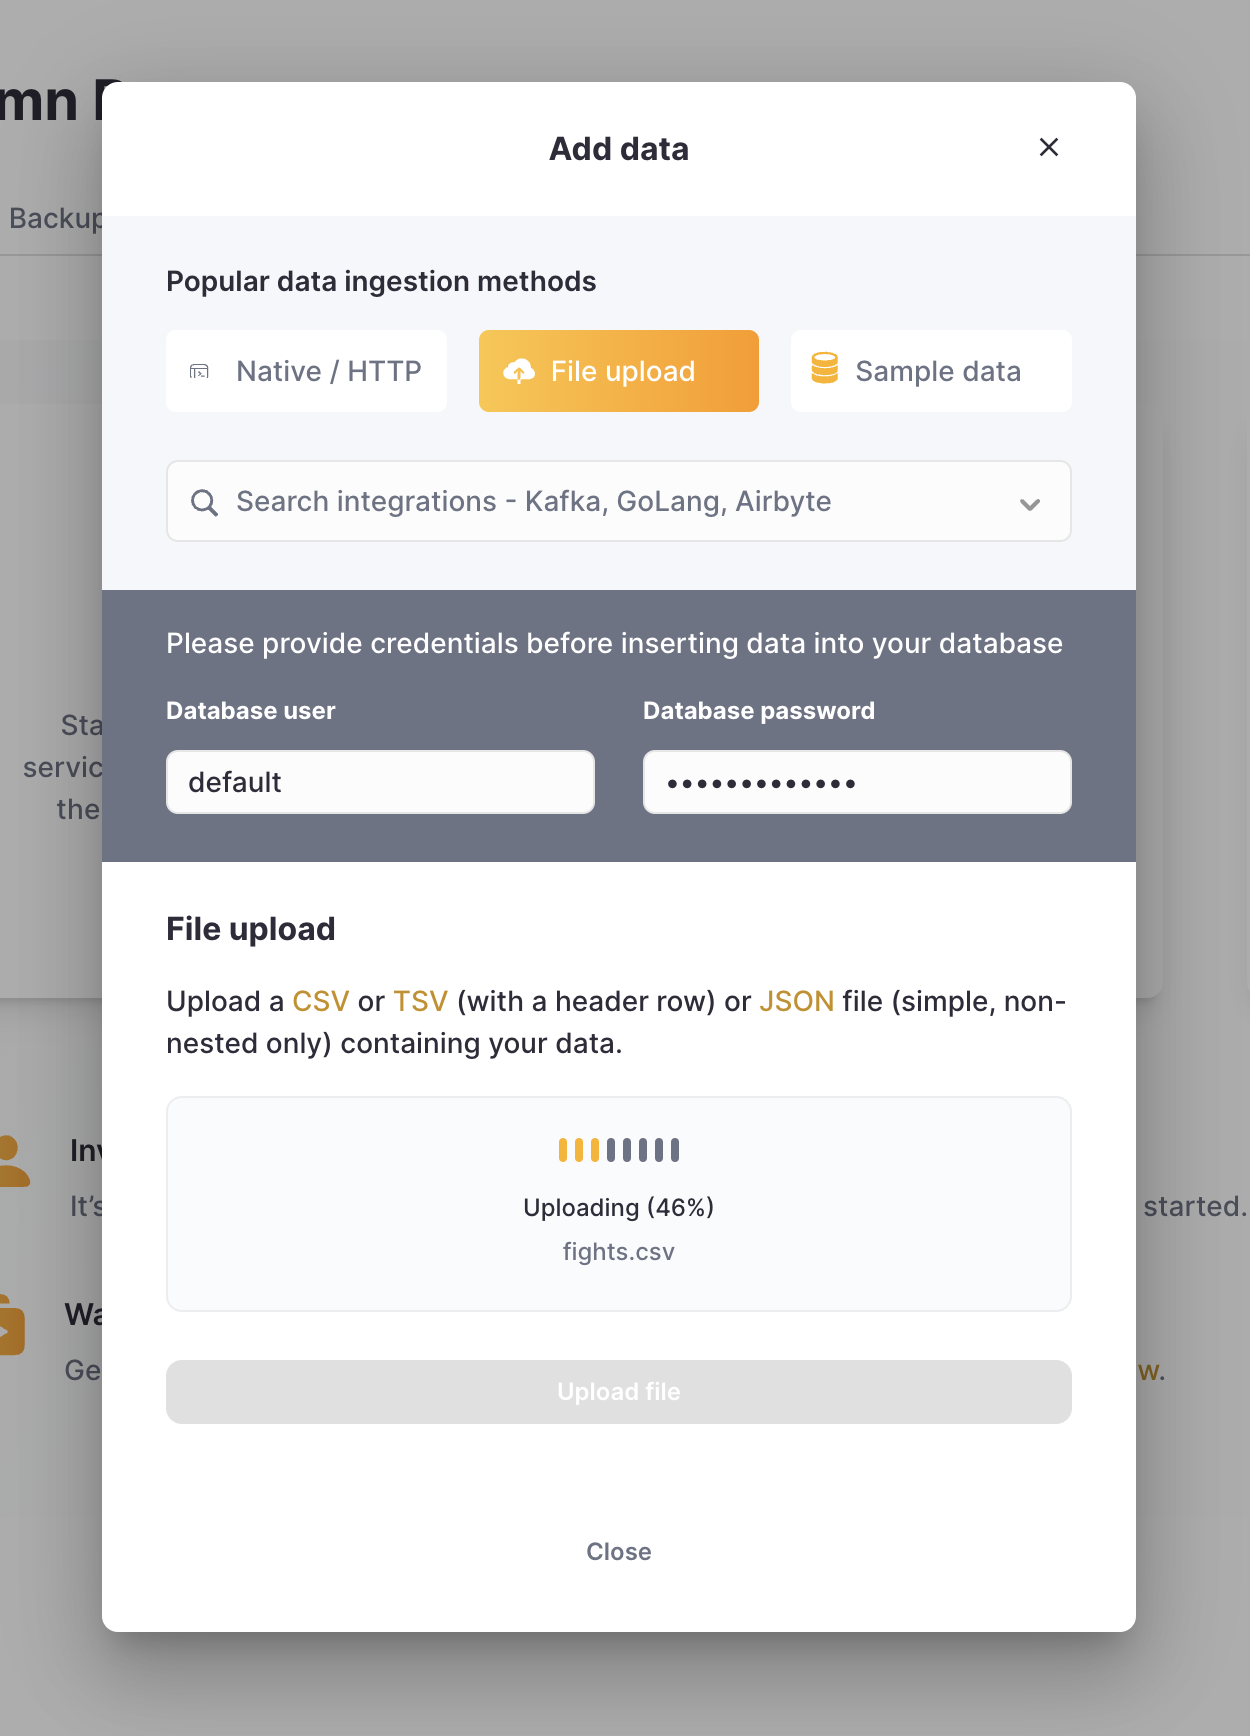 mn
Add data
Backup
Popular data ingestion methods
Native / HTTP
File upload
Sample data
Search integrations - Kafka, GoLang, Airbyte
Please provide credentials before inserting data into your database
Database user
Database password
default
•••••••••••••
Sta
servic
the
File upload
Upload a CSV or TSV (with a header row) or JSON file (simple, non-
nested only) containing your data.
Uploading (46%)
fights.csv
Inv
It's
started.
Upload file
Wa
Ge
w.
Close